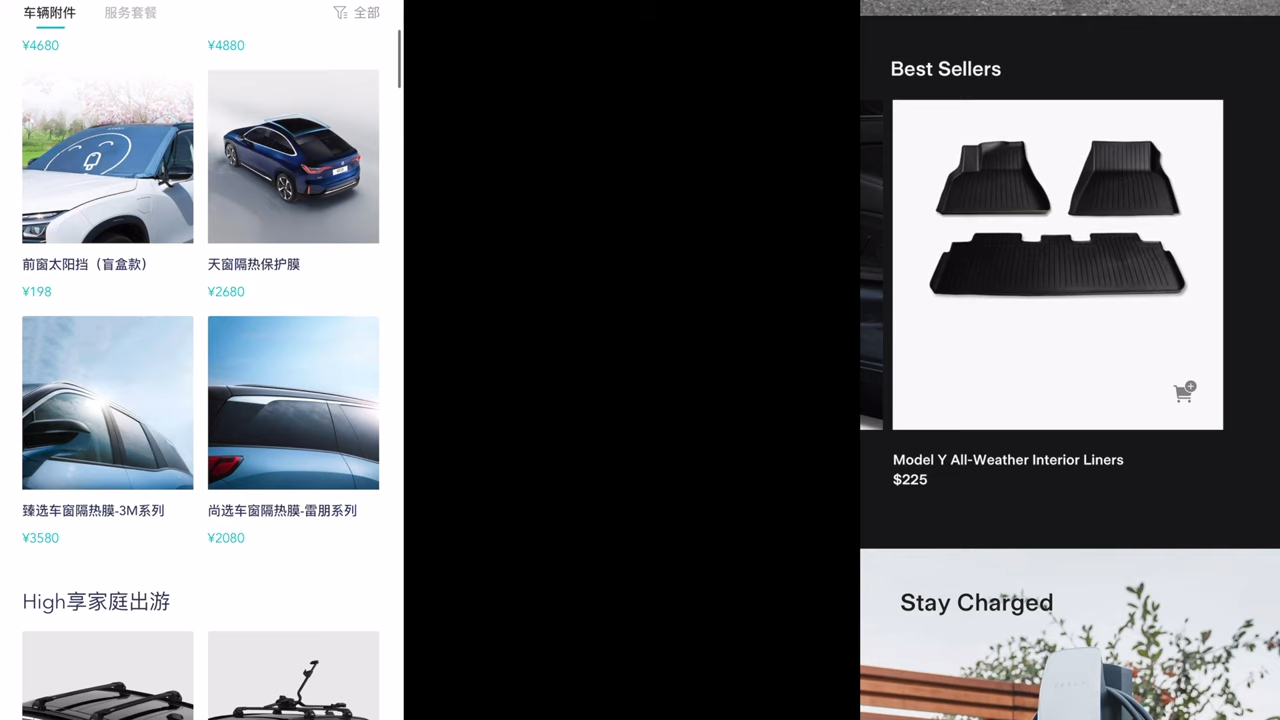 车辆附件
服务套餐
全部
¥4680
¥4880
前窗太阳挡（盲盒款）
天窗隔热保护膜
¥198
¥2680
臻选车窗隔热膜-3M系列
尚选车窗隔热膜-雷朋系列
¥3580
¥2080
High享家庭出游
Best Sellers
Model Y All-Weather Interior Liners
$225
Stay Charged